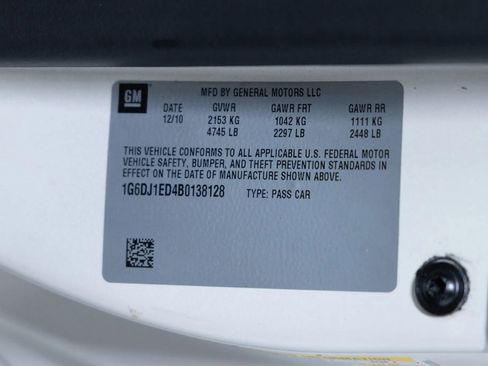 GM
MFD BY GENERAL MOTORS LLC
DATE GVWR GAWR FRT GAWR RR
12/10 2153 KG 1042 KG 1111 KG
4745 LB 2297 LB 2448 LB
THIS VEHICLE CONFORMS TO ALL APPLICABLE U.S. FEDERAL MOTOR
VEHICLE SAFETY, BUMPER, AND THEFT PREVENTION STANDARDS IN
EFFECT ON THE DATE OF MANUFACTURE SHOWN ABOVE.
1G6DJ1ED4B0138128 TYPE: PASS CAR